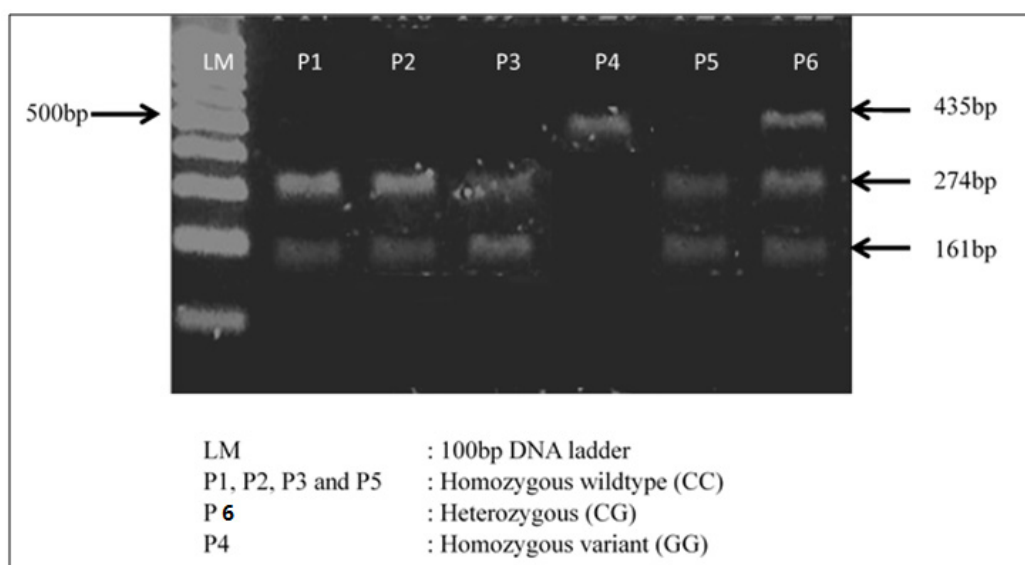 LM P1 P2 P3 P4 P5 P6
500bp
435bp
274bp
161bp
LM : 100bp DNA ladder
P1, P2, P3 and P5 : Homozygous wildtype (CC)
P 6 : Heterozygous (CG)
P4 : Homozygous variant (GG)